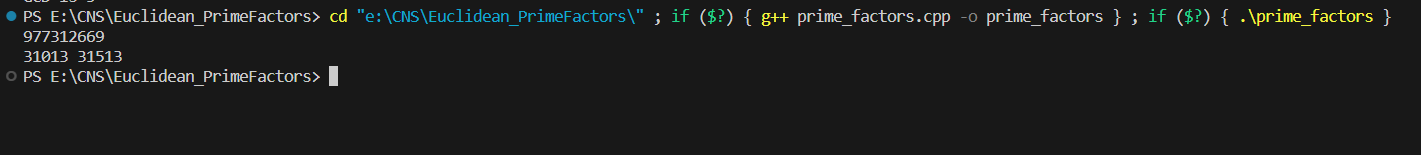 PS E:\CNS\Euclidean_PrimeFactors> cd "e:\CNS\Euclidean_PrimeFactors\" ; if ($?) { g++ prime_factors.cpp -o prime_factors } ; if ($?) { .\prime_factors }
977312669
31013 31513
PS E:\CNS\Euclidean_PrimeFactors>